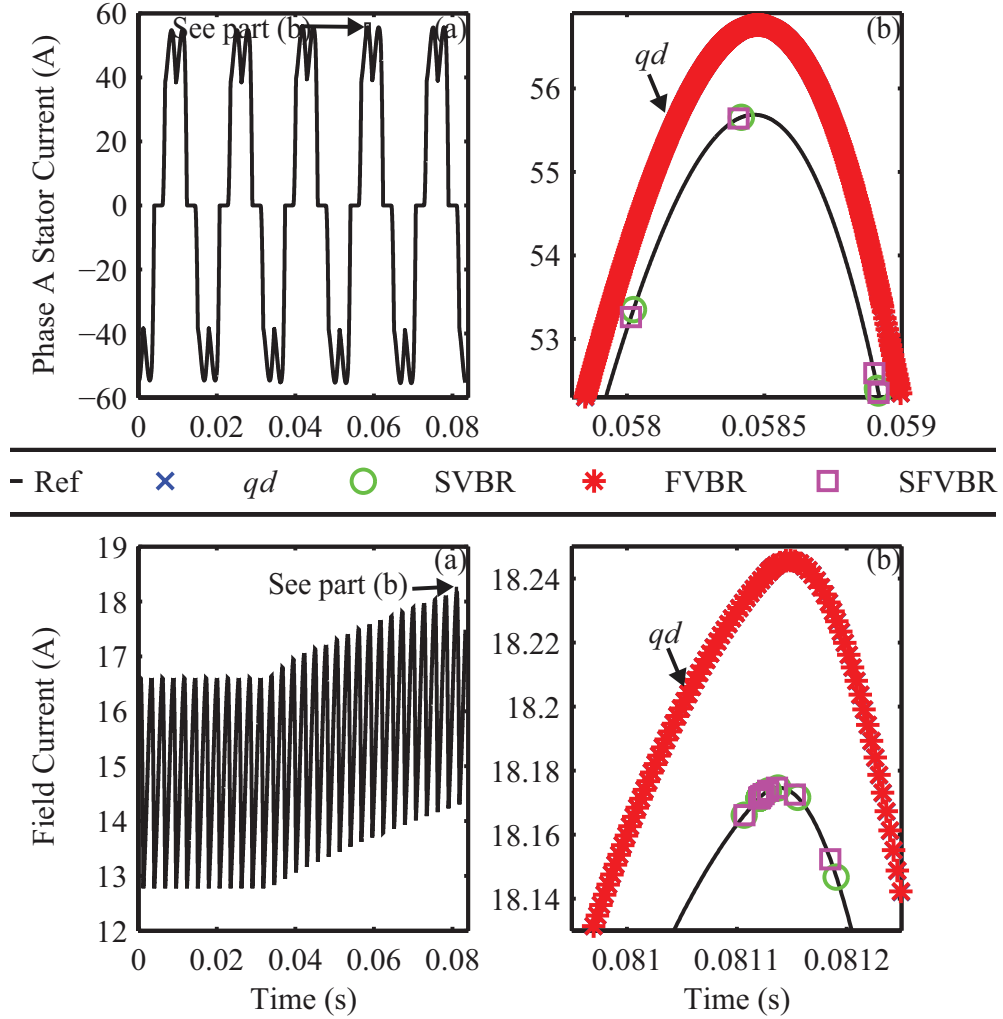 Phase A Stator Current (A)
60
40
20
0
−20
−40
−60
See part (b)
(a)
0 0.02 0.04 0.06 0.08
56
55
54
53
qd
(b)
0.058 0.0585 0.059
Ref qd SVBR FVBR SFVBR
Field Current (A)
19
18
17
16
15
14
13
12
(a)
See part (b)
0 0.02 0.04 0.06 0.08
Time (s)
18.24
18.22
18.2
18.18
18.16
18.14
qd
(b)
0.081 0.0811 0.0812
Time (s)